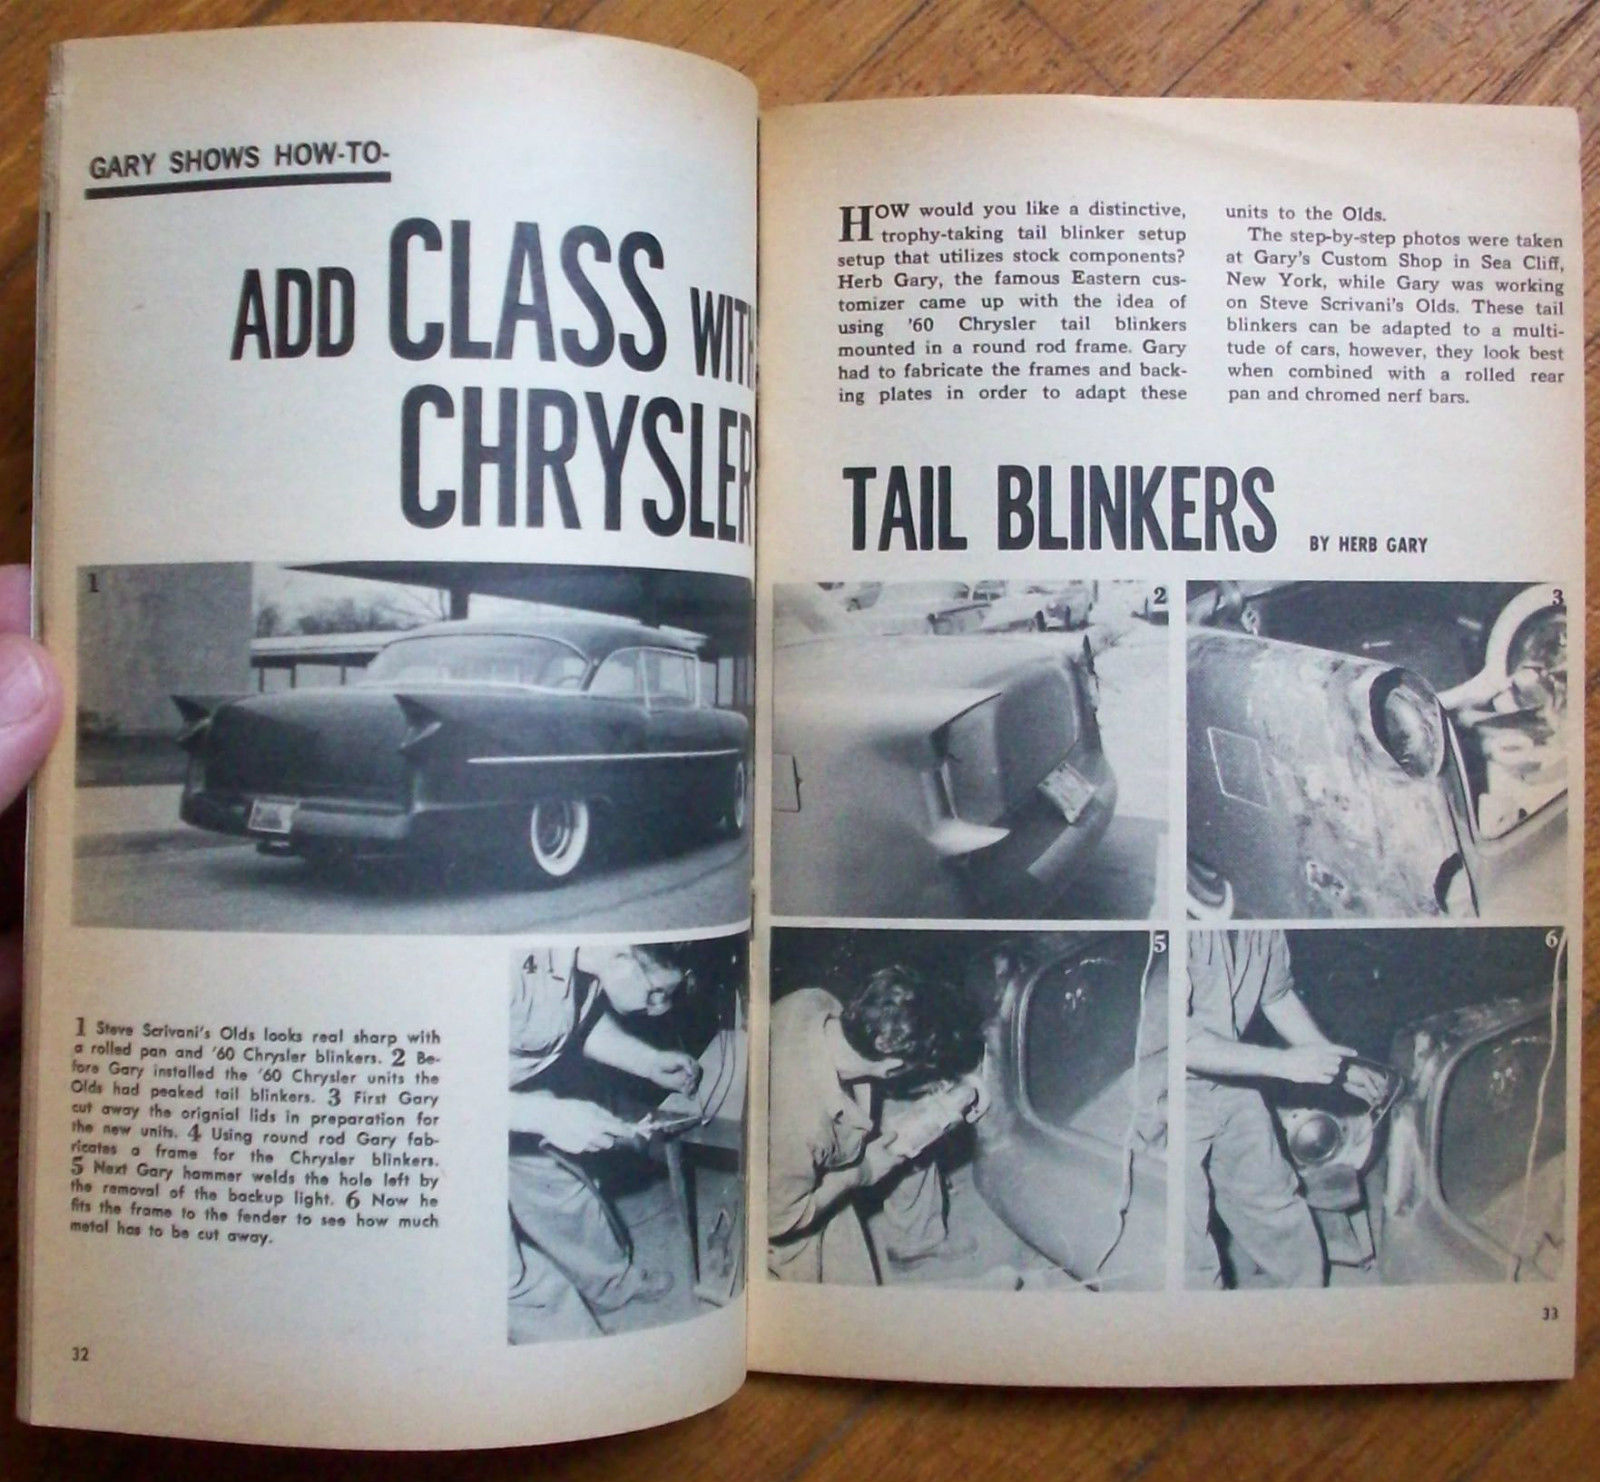 GARY SHOWS HOW-TO-
ADD CLASS WITH
CHRYSLER
1
1 Steve Scrivani's Olds looks real sharp with
a rolled pan and '60 Chrysler blinkers. 2 Be-
fore Gary installed the '60 Chrysler units the
Olds had peaked tail blinkers. 3 First Gary
cut away the orignial lids in preparation for
the new units. 4 Using round rod Gary fab-
ricates a frame for the Chrysler blinkers.
5 Next Gary hammer welds the hole left by
the removal of the backup light. 6 Now he
fits the frame to the fender to see how much
metal has to be cut away.
4
32
HOW would you like a distinctive,
trophy-taking tail blinker setup
setup that utilizes stock components?
Herb Gary, the famous Eastern cus-
tomizer came up with the idea of
using '60 Chrysler tail blinkers
mounted in a round rod frame. Gary
had to fabricate the frames and back-
ing plates in order to adapt these
units to the Olds.
The step-by-step photos were taken
at Gary's Custom Shop in Sea Cliff,
New York, while Gary was working
on Steve Scrivani's Olds. These tail
blinkers can be adapted to a multi-
tude of cars, however, they look best
when combined with a rolled rear
pan and chromed nerf bars.
TAIL BLINKERS
BY HERB GARY
2
3
5
6
33